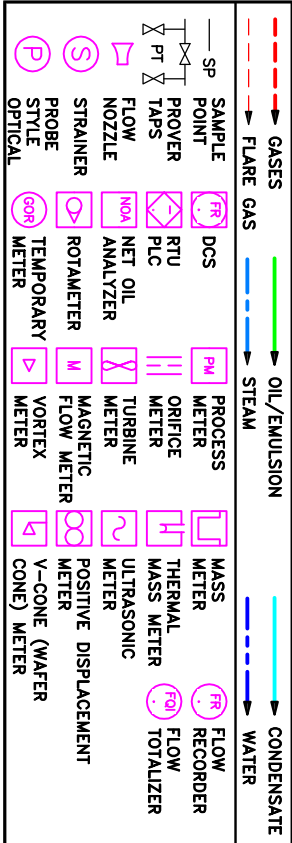 GASES
OIL/EMULSION
CONDENSATE
FLARE GAS
STEAM
WATER
SP
SAMPLE
POINT
FR
DCS
PM
PROCESS
METER
MASS
METER
FR
FLOW
RECORDER
PT
PROVER
TAPS
RTU
PLC
ORIFICE
METER
THERMAL
MASS METER
FQI
FLOW
TOTALIZER
FLOW
NOZZLE
NOA
NET OIL
ANALYZER
TURBINE
METER
ULTRASONIC
METER
S
STRAINER
ROTAMETER
M
MAGNETIC
FLOW METER
POSITIVE DISPLACEMENT
METER
P
PROBE
STYLE
OPTICAL
GOR
TEMPORARY
METER
VORTEX
METER
V-CONE (WAFER
CONE) METER